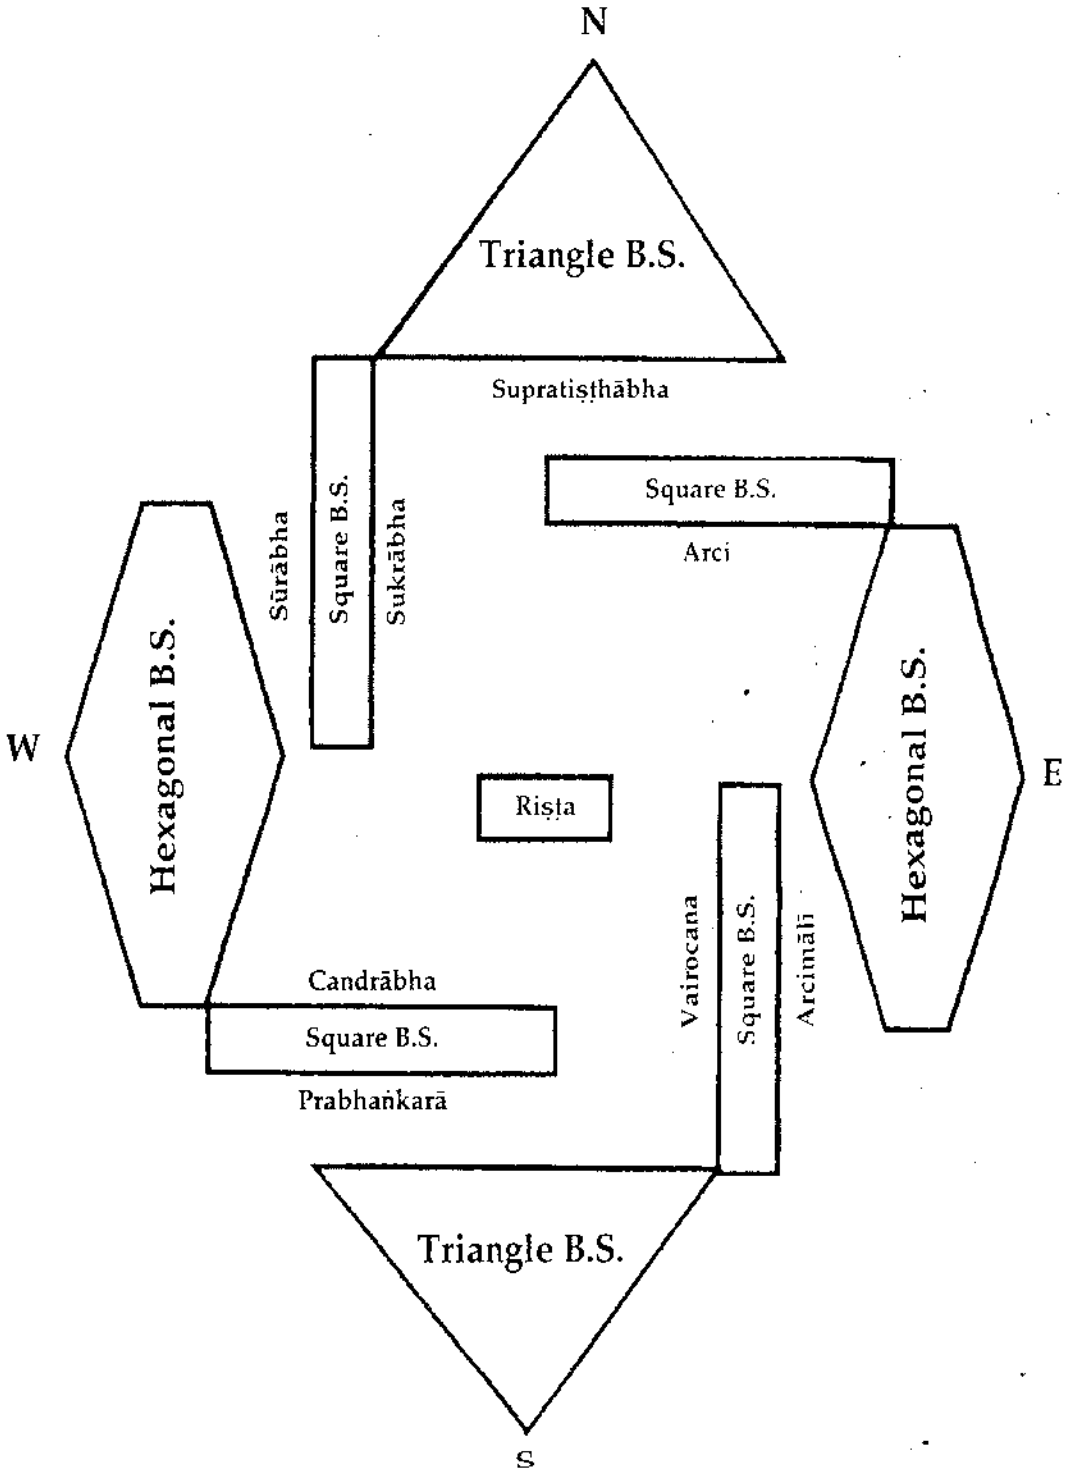 N
Triangle B.S.
Supratiṣṭhābha
Square B.S.
Arci
Sūrābha
Square B.S.
Sukrābha
Hexagonal B.S.
W
Hexagonal B.S.
E
Riṣṭa
Vairocana
Square B.S.
Arcimālī
Candrābha
Square B.S.
Prabhaṅkarā
Triangle B.S.
S